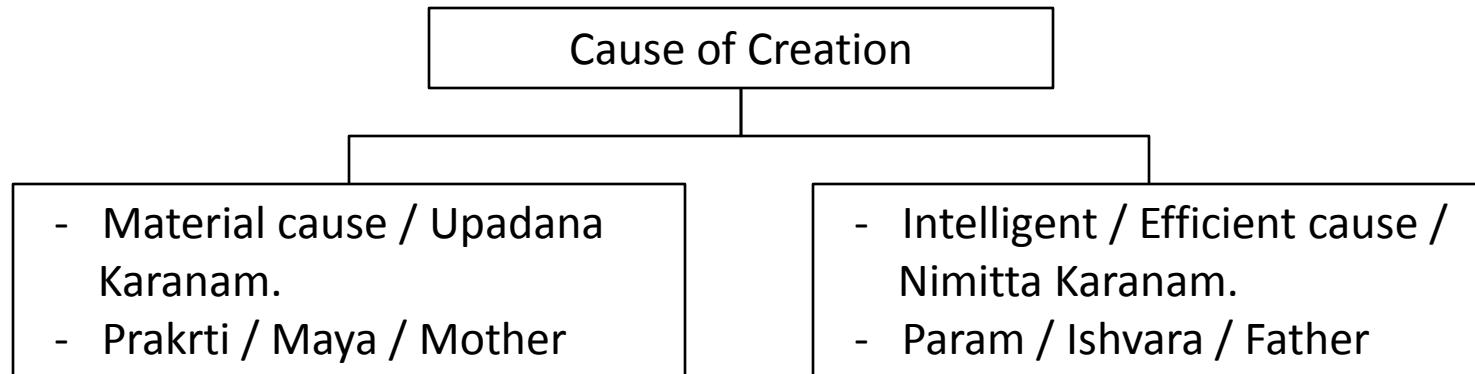 Cause of Creation
- Material cause / Upadana
Karanam.
- Prakrti / Maya / Mother
- Intelligent / Efficient cause /
Nimitta Karanam.
- Param / Ishvara / Father